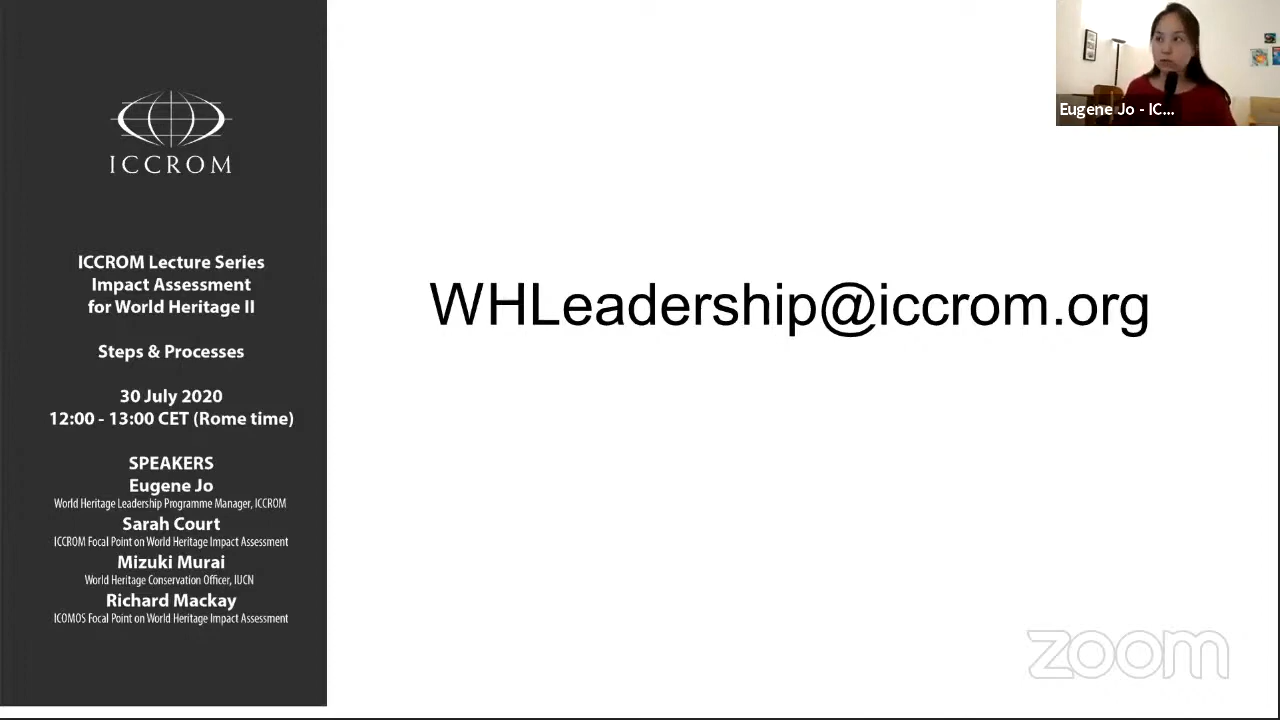 ICCROM
ICCROM Lecture Series
Impact Assessment
for World Heritage II
Steps & Processes
30 July 2020
12:00 - 13:00 CET (Rome time)
SPEAKERS
Eugene Jo
World Heritage Leadership Programme Manager, ICCROM
Sarah Court
ICCROM Focal Point on World Heritage Impact Assessment
Mizuki Murai
World Heritage Conservation Officer, IUCN
Richard Mackay
ICOMOS Focal Point on World Heritage Impact Assessment
WHLeadership@iccrom.org
Eugene Jo - IC...
zoom